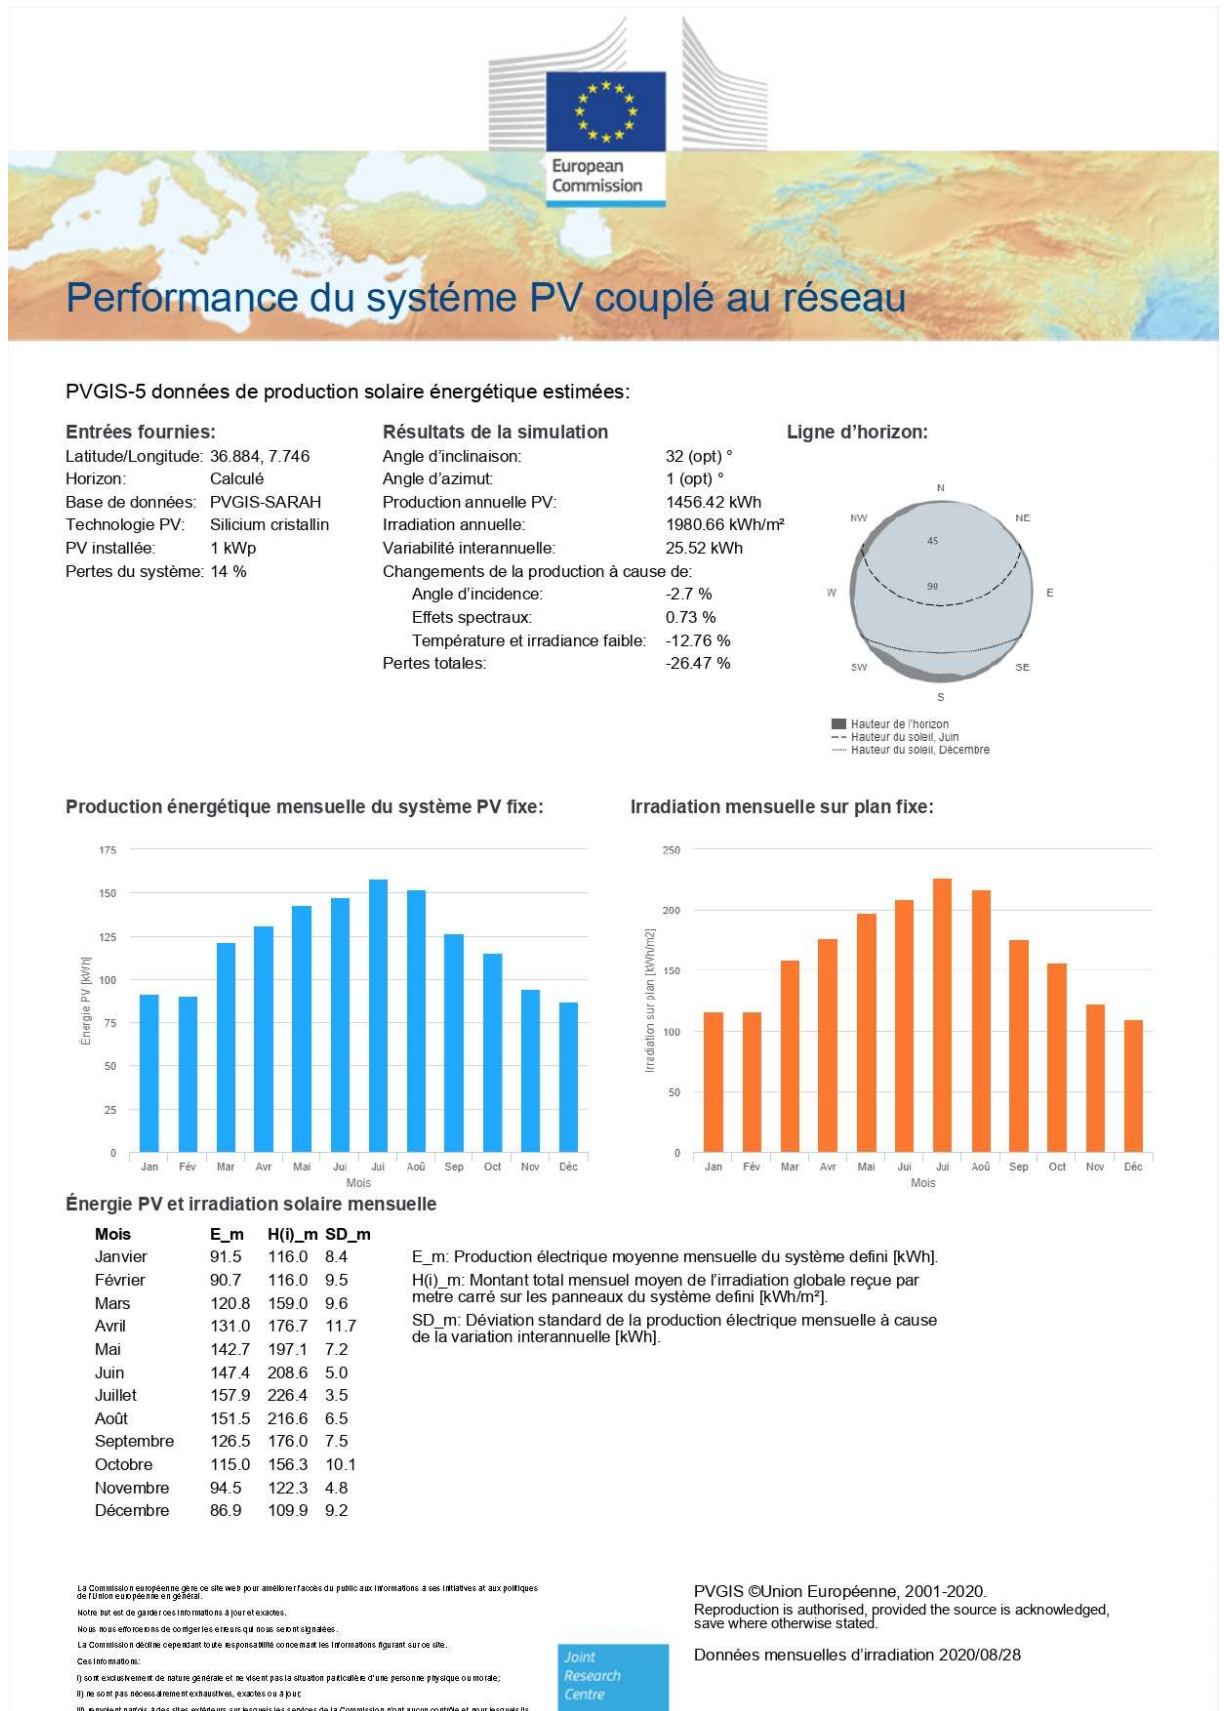 European
Commission
Performance du systéme PV couplé au réseau
PVGIS-5 données de production solaire énergétique estimées:
Entrées fournies:
Latitude/Longitude: 36.884, 7.746
Horizon: Calculé
Base de données: PVGIS-SARAH
Technologie PV: Silicium cristallin
PV installée: 1 kWp
Pertes du système: 14 %
Résultats de la simulation
Angle d'inclinaison: 32 (opt) °
Angle d'azimut: 1 (opt) °
Production annuelle PV: 1456.42 kWh
Irradiation annuelle: 1980.66 kWh/m²
Variabilité interannuelle: 25.52 kWh
Changements de la production à cause de:
Angle d'incidence: -2.7 %
Effets spectraux: 0.73 %
Température et irradiance faible: -12.76 %
Pertes totales: -26.47 %
Ligne d'horizon:
N
NW NE
45
90
W E
SW SE
S
Hauteur de l'horizon
Hauteur du soleil, Juin
Hauteur du soleil, Décembre
Production énergétique mensuelle du système PV fixe:
175
150
125
100
75
50
25
0
Énergie PV [kWh]
Jan Fév Mar Avr Mai Jui Jul Aoû Sep Oct Nov Déc
Mois
Irradiation mensuelle sur plan fixe:
250
200
150
100
50
0
Irradiation sur plan [kWh/m2]
Jan Fév Mar Avr Mai Jui Jui Aoû Sep Oct Nov Déc
Mois
Énergie PV et irradiation solaire mensuelle
Mois E_m H(i)_m SD_m
Janvier 91.5 116.0 8.4
Février 90.7 116.0 9.5
Mars 120.8 159.0 9.6
Avril 131.0 176.7 11.7
Mai 142.7 197.1 7.2
Juin 147.4 208.6 5.0
Juillet 157.9 226.4 3.5
Août 151.5 216.6 6.5
Septembre 126.5 176.0 7.5
Octobre 115.0 156.3 10.1
Novembre 94.5 122.3 4.8
Décembre 86.9 109.9 9.2
E_m: Production électrique moyenne mensuelle du système defini [kWh].
H(i)_m: Montant total mensuel moyen de l'irradiation globale reçue par
metre carré sur les panneaux du système defini [kWh/m²].
SD_m: Déviation standard de la production électrique mensuelle à cause
de la variation interannuelle [kWh].
La Commission européenne gère ce site web pour améliorer l'accès du public aux informations à ses initiatives at aux politiques
de l'Union européenne en général.
Notre but est de garder ces informations à jour et exactes.
Nous nous efforcerons de corriger les erreurs qui nous seront signalées.
La Commission décline cependant toute responsabilité concernant les informations figurant sur ce site.
Ces informations:
i) sont exclusivement de nature générale et ne visent pas la situation particulière d'une personne physique ou morale;
ii) ne sont pas nécessairement exhaustives, exactes ou à jour;
iii) renvoient parfois à des sites extérieurs sur lesquels les services de la Commission n'ont aucun contrôle et pour lesquels ils
Joint
Research
Centre
PVGIS ©Union Européenne, 2001-2020.
Reproduction is authorised, provided the source is acknowledged,
save where otherwise stated.
Données mensuelles d'irradiation 2020/08/28